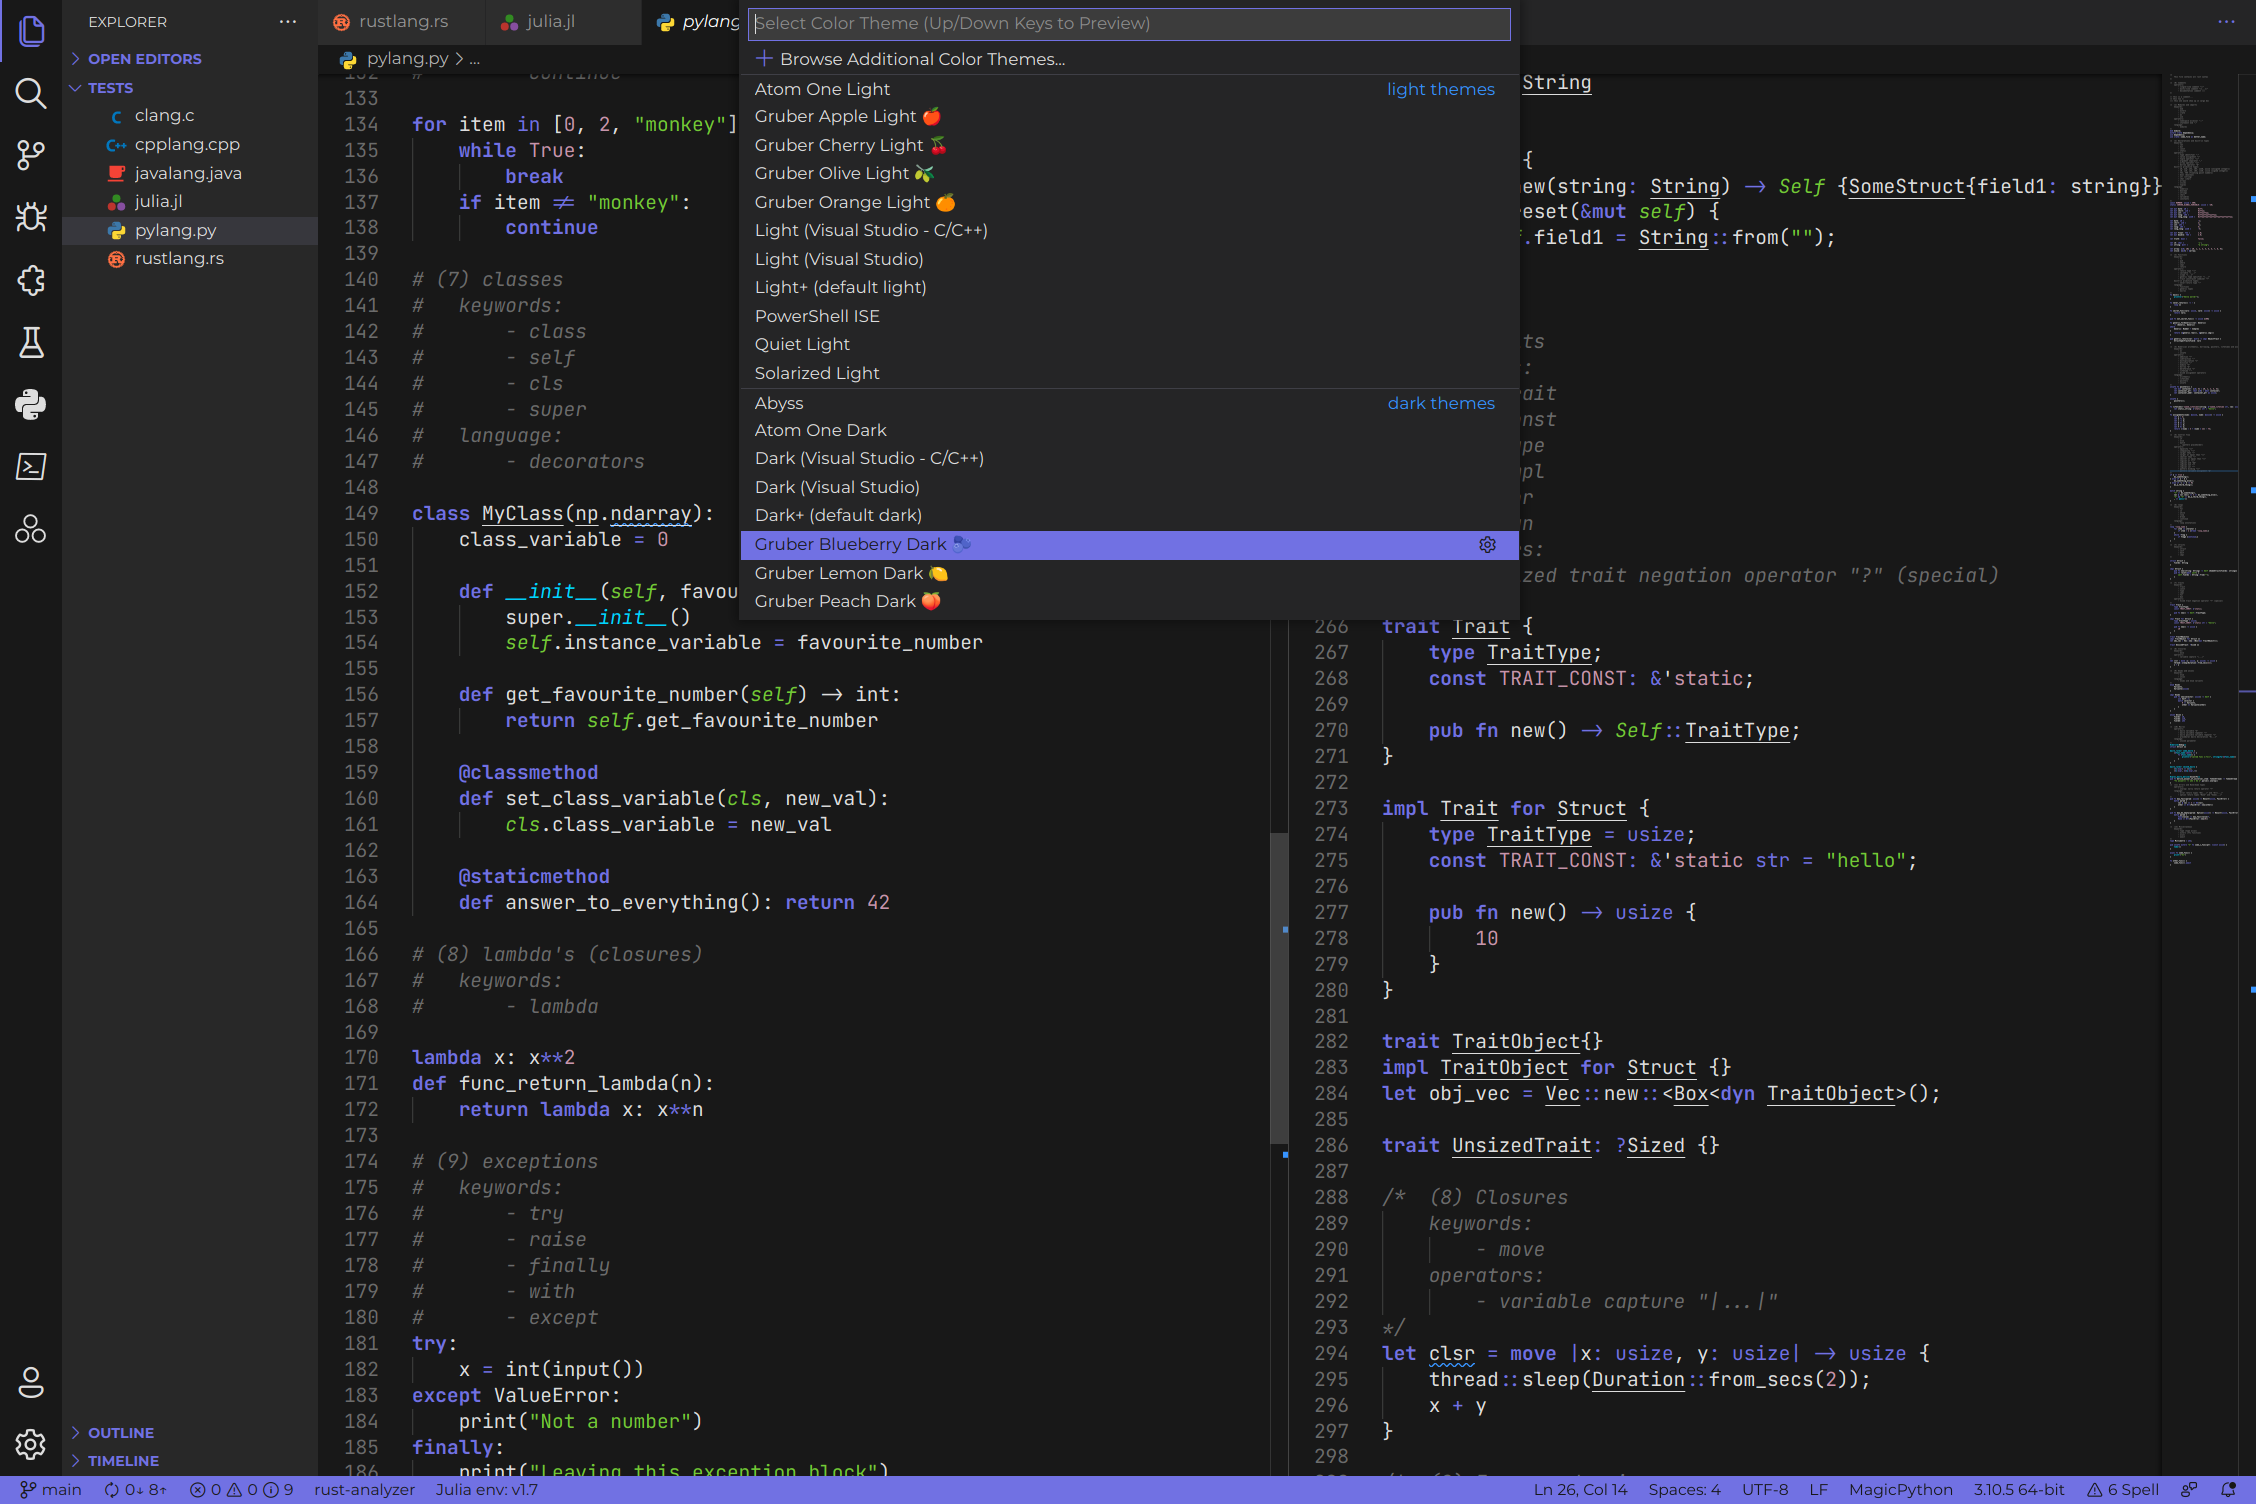 EXPLORER
OPEN EDITORS
TESTS
clang.c
C++ cpplang.cpp
javalang.java
julia.jl
pylang.py
rustlang.rs
OUTLINE
TIMELINE
rustlang.rs
julia.jl
pylang
pylang.py > ...
Select Color Theme (Up/Down Keys to Preview)
Browse Additional Color Themes...
Atom One Light light themes
Gruber Apple Light 🍎
Gruber Cherry Light 🍒
Gruber Olive Light 🫒
Gruber Orange Light 🍊
Light (Visual Studio - C/C++)
Light (Visual Studio)
Light+ (default light)
PowerShell ISE
Quiet Light
Solarized Light
Abyss dark themes
Atom One Dark
Dark (Visual Studio - C/C++)
Dark (Visual Studio)
Dark+ (default dark)
Gruber Blueberry Dark 🫐
Gruber Lemon Dark 🍋
Gruber Peach Dark 🍑
132 # continue
133
134 for item in [0, 2, "monkey"]
135 while True:
136 break
137 if item ≠ "monkey":
138 continue
139
140 # (7) classes
141 # keywords:
142 # - class
143 # - self
144 # - cls
145 # - super
146 # language:
147 # - decorators
148
149 class MyClass(np.ndarray):
150 class_variable = 0
151
152 def __init__(self, favou
153 super.__init__()
154 self.instance_variable = favourite_number
155
156 def get_favourite_number(self) → int:
157 return self.get_favourite_number
158
159 @classmethod
160 def set_class_variable(cls, new_val):
161 cls.class_variable = new_val
162
163 @staticmethod
164 def answer_to_everything(): return 42
165
166 # (8) lambda's (closures)
167 # keywords:
168 # - lambda
169
170 lambda x: x**2
171 def func_return_lambda(n):
172 return lambda x: x**n
173
174 # (9) exceptions
175 # keywords:
176 # - try
177 # - raise
178 # - finally
179 # - with
180 # - except
181 try:
182 x = int(input())
183 except ValueError:
184 print("Not a number")
185 finally:
186 print("Leaving this exception block")
String
{
new(string: String) → Self {SomeStruct{field1: string}}
reset(&mut self) {
.field1 = String::from("");
ts
:
ait
nst
pe
pl
r
n
s:
zed trait negation operator "?" (special)
266 trait Trait {
267 type TraitType;
268 const TRAIT_CONST: &'static;
269
270 pub fn new() → Self::TraitType;
271 }
272
273 impl Trait for Struct {
274 type TraitType = usize;
275 const TRAIT_CONST: &'static str = "hello";
276
277 pub fn new() → usize {
278 10
279 }
280 }
281
282 trait TraitObject{}
283 impl TraitObject for Struct {}
284 let obj_vec = Vec::new::<Box<dyn TraitObject>();
285
286 trait UnsizedTrait: ?Sized {}
287
288 /* (8) Closures
289 keywords:
290 - move
291 operators:
292 - variable capture "|...|"
293 */
294 let clsr = move |x: usize, y: usize| → usize {
295 thread::sleep(Duration::from_secs(2));
296 x + y
297 }
298
main 0↓ 8↑ 0 0 9 rust-analyzer Julia env: v1.7 Ln 26, Col 14 Spaces: 4 UTF-8 LF MagicPython 3.10.5 64-bit 6 Spell